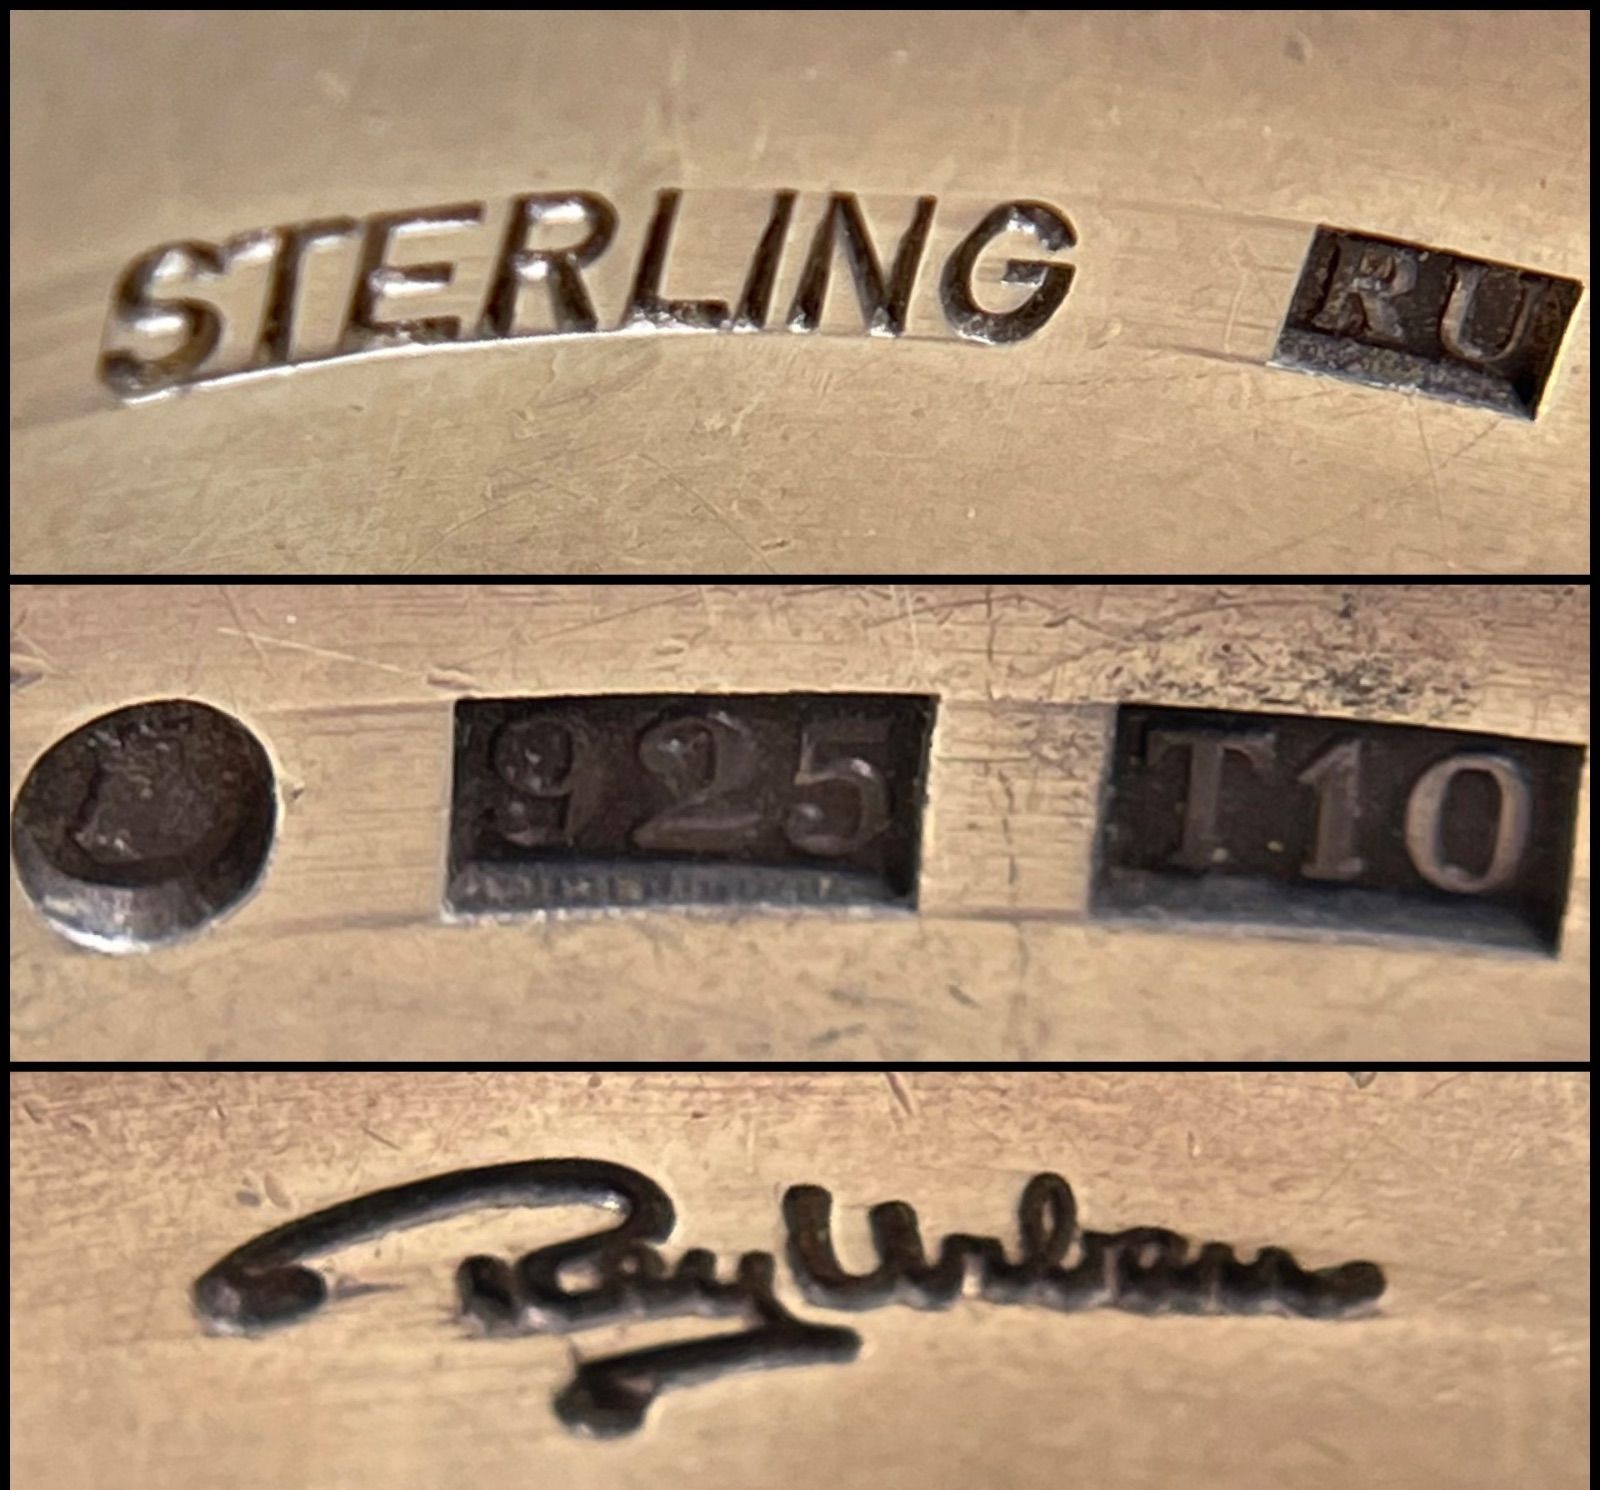 STERLING RU
925 T10
Ray Urban